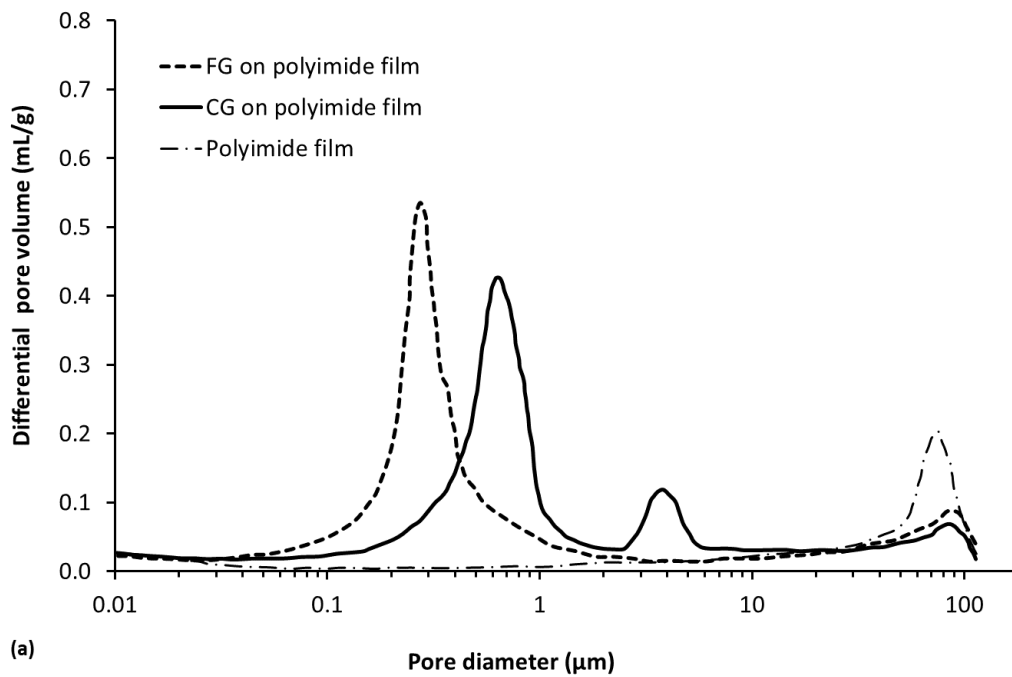 0.8
0.7
0.6
0.5
0.4
0.3
0.2
0.1
0.0
Differential pore volume (mL/g)
FG on polyimide film
CG on polyimide film
Polyimide film
0.01 0.1 1 10 100
(a)
Pore diameter (µm)